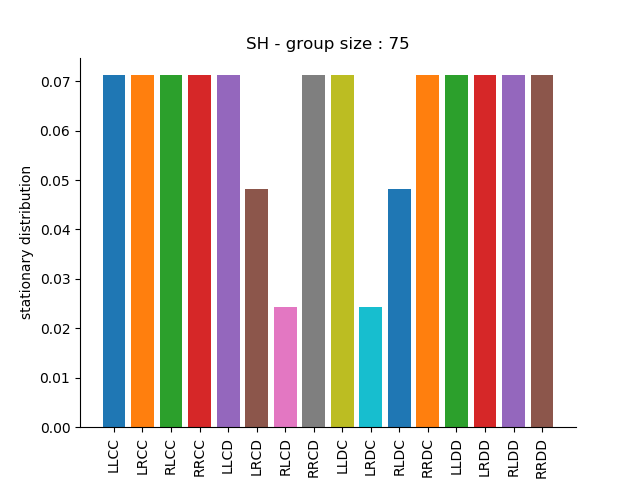 SH - group size : 75
stationary distribution
0.07
0.06
0.05
0.04
0.03
0.02
0.01
0.00
LLCC
LRCC
RLCC
RRCC
LLCD
LRCD
RLCD
RRCD
LLDC
LRDC
RLDC
RRDC
LLDD
LRDD
RLDD
RRDD